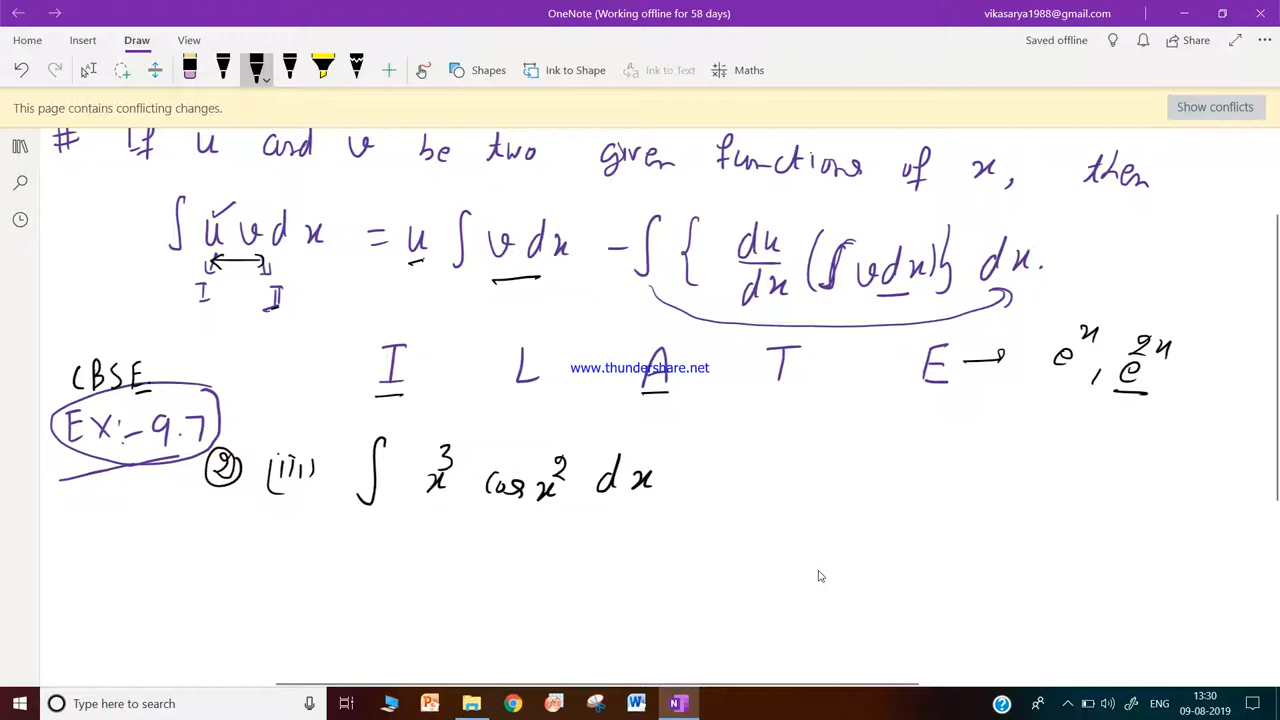 OneNote (Working offline for 58 days)
vikasarya1988@gmail.com
Home Insert Draw View
Saved offline Share
Shapes Ink to Shape Ink to Text Maths
This page contains conflicting changes.
Show conflicts
# If u and v be two given functions of x, then
∫ u v dx = u ∫ v dx - ∫ { du/dx (∫ v dx)} dx.
I II
I L A T E → e^x, e^2x
www.thundershare.net
CBSE
EX:- 9.7
② (iii) ∫ x³ cos x² dx
Type here to search
ENG
13:30
09-08-2019